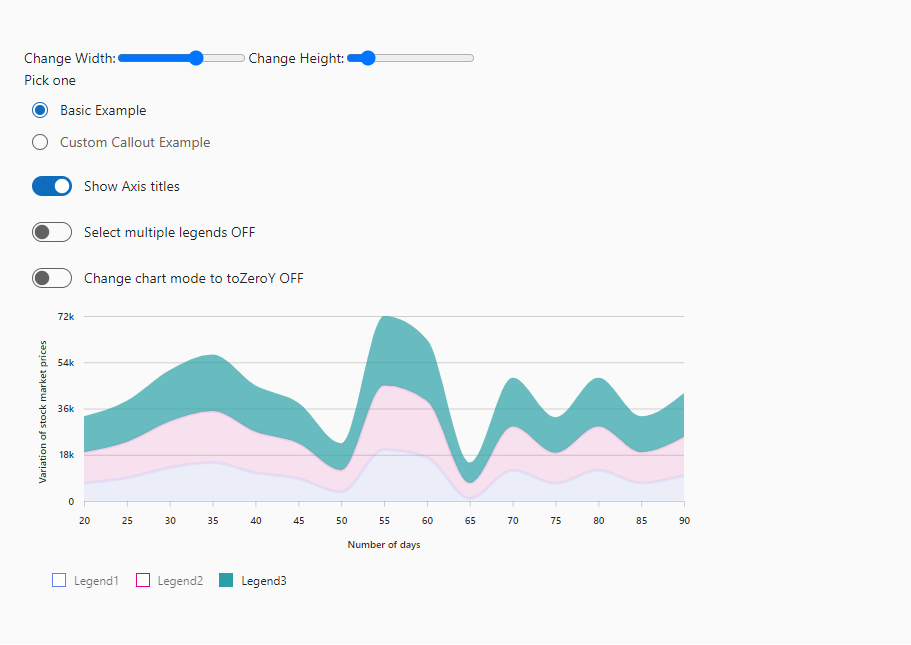 Change Width: Change Height:
Pick one
Basic Example
Custom Callout Example
Show Axis titles
Select multiple legends OFF
Change chart mode to toZeroY OFF
Variation of stock market prices
72k
54k
36k
18k
0
20 25 30 35 40 45 50 55 60 65 70 75 80 85 90
Number of days
Legend1 Legend2 Legend3